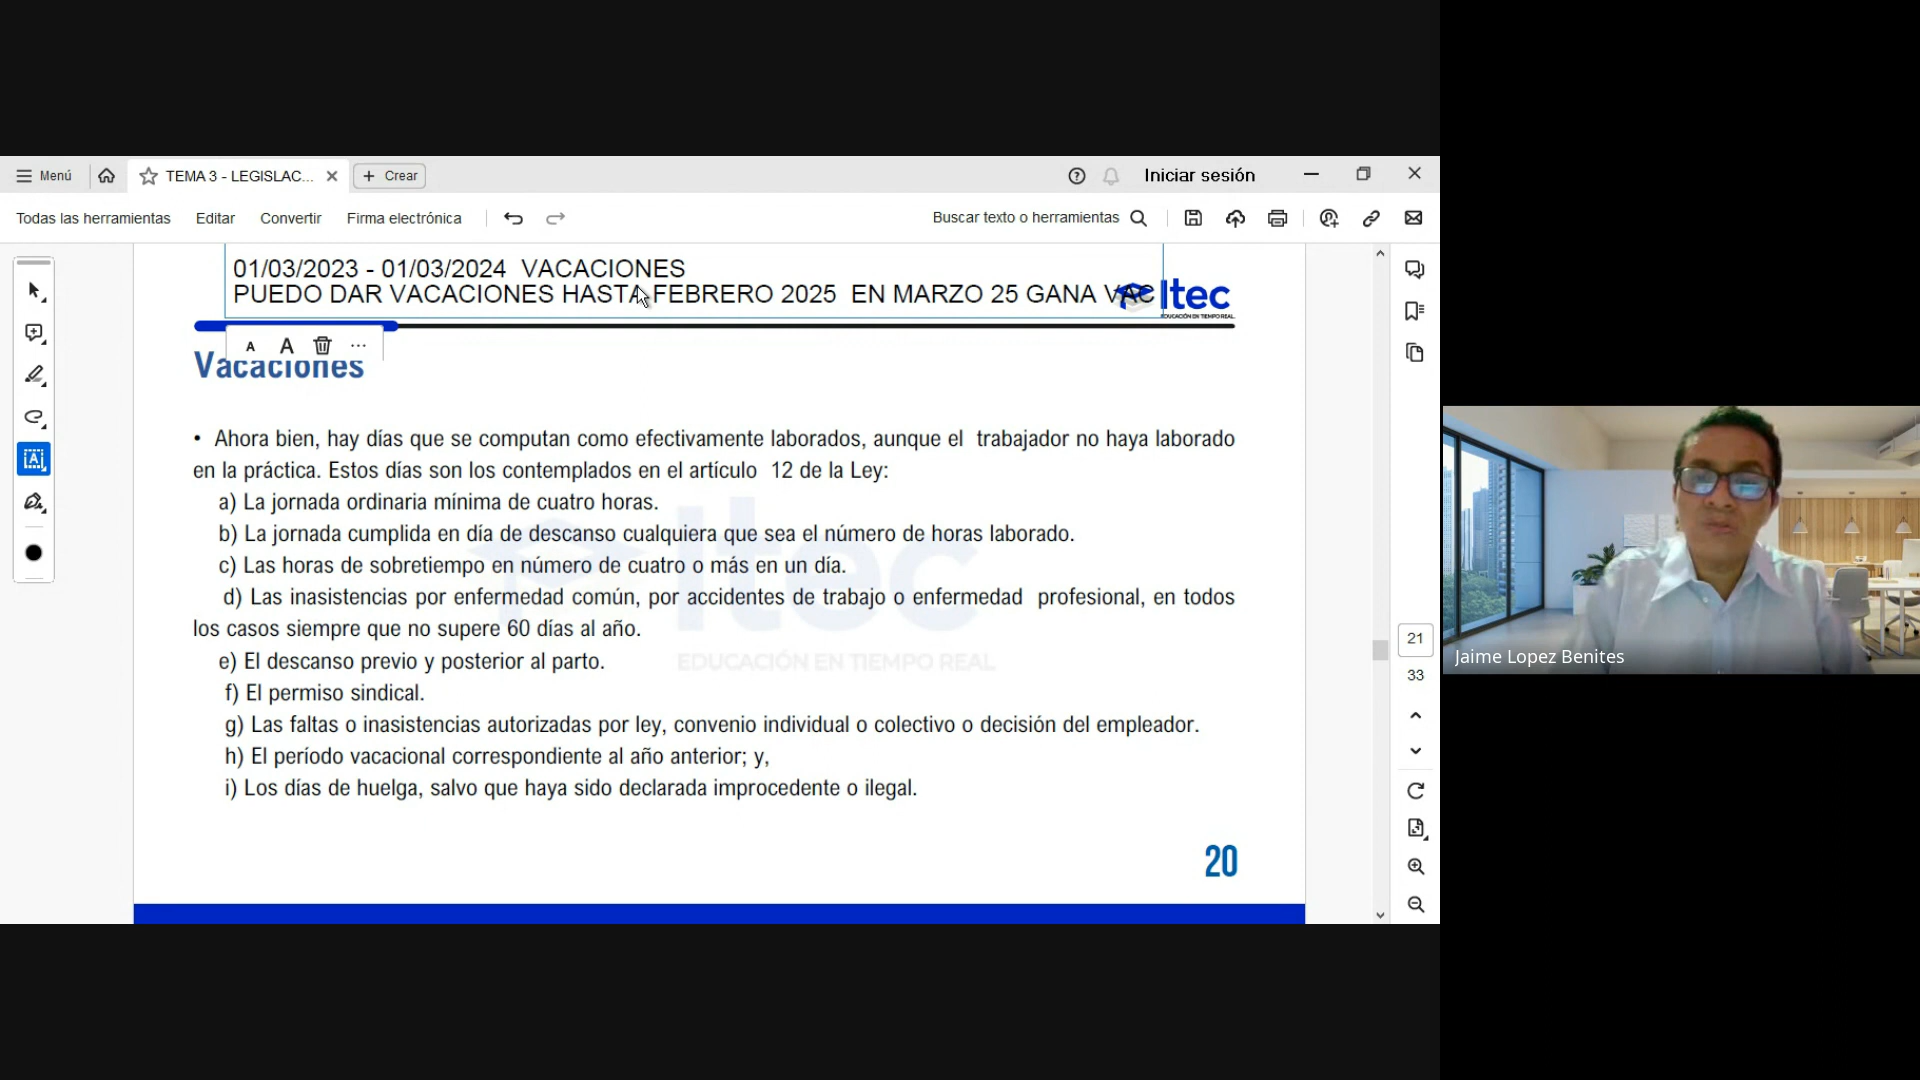 Menú
TEMA 3 - LEGISLAC...
Crear
Iniciar sesión
Todas las herramientas
Editar
Convertir
Firma electrónica
Buscar texto o herramientas
01/03/2023 - 01/03/2024 VACACIONES
PUEDO DAR VACACIONES HASTA FEBRERO 2025 EN MARZO 25 GANA VAC
Itec
EDUCACIÓN EN TIEMPO REAL
A A ...
Vacaciones
• Ahora bien, hay días que se computan como efectivamente laborados, aunque el trabajador no haya laborado
en la práctica. Estos días son los contemplados en el artículo 12 de la Ley:
a) La jornada ordinaria mínima de cuatro horas.
b) La jornada cumplida en día de descanso cualquiera que sea el número de horas laborado.
c) Las horas de sobretiempo en número de cuatro o más en un día.
d) Las inasistencias por enfermedad común, por accidentes de trabajo o enfermedad profesional, en todos
los casos siempre que no supere 60 días al año.
e) El descanso previo y posterior al parto.
f) El permiso sindical.
g) Las faltas o inasistencias autorizadas por ley, convenio individual o colectivo o decisión del empleador.
h) El período vacacional correspondiente al año anterior; y,
i) Los días de huelga, salvo que haya sido declarada improcedente o ilegal.
Itec
EDUCACIÓN EN TIEMPO REAL
20
21
33
Jaime Lopez Benites